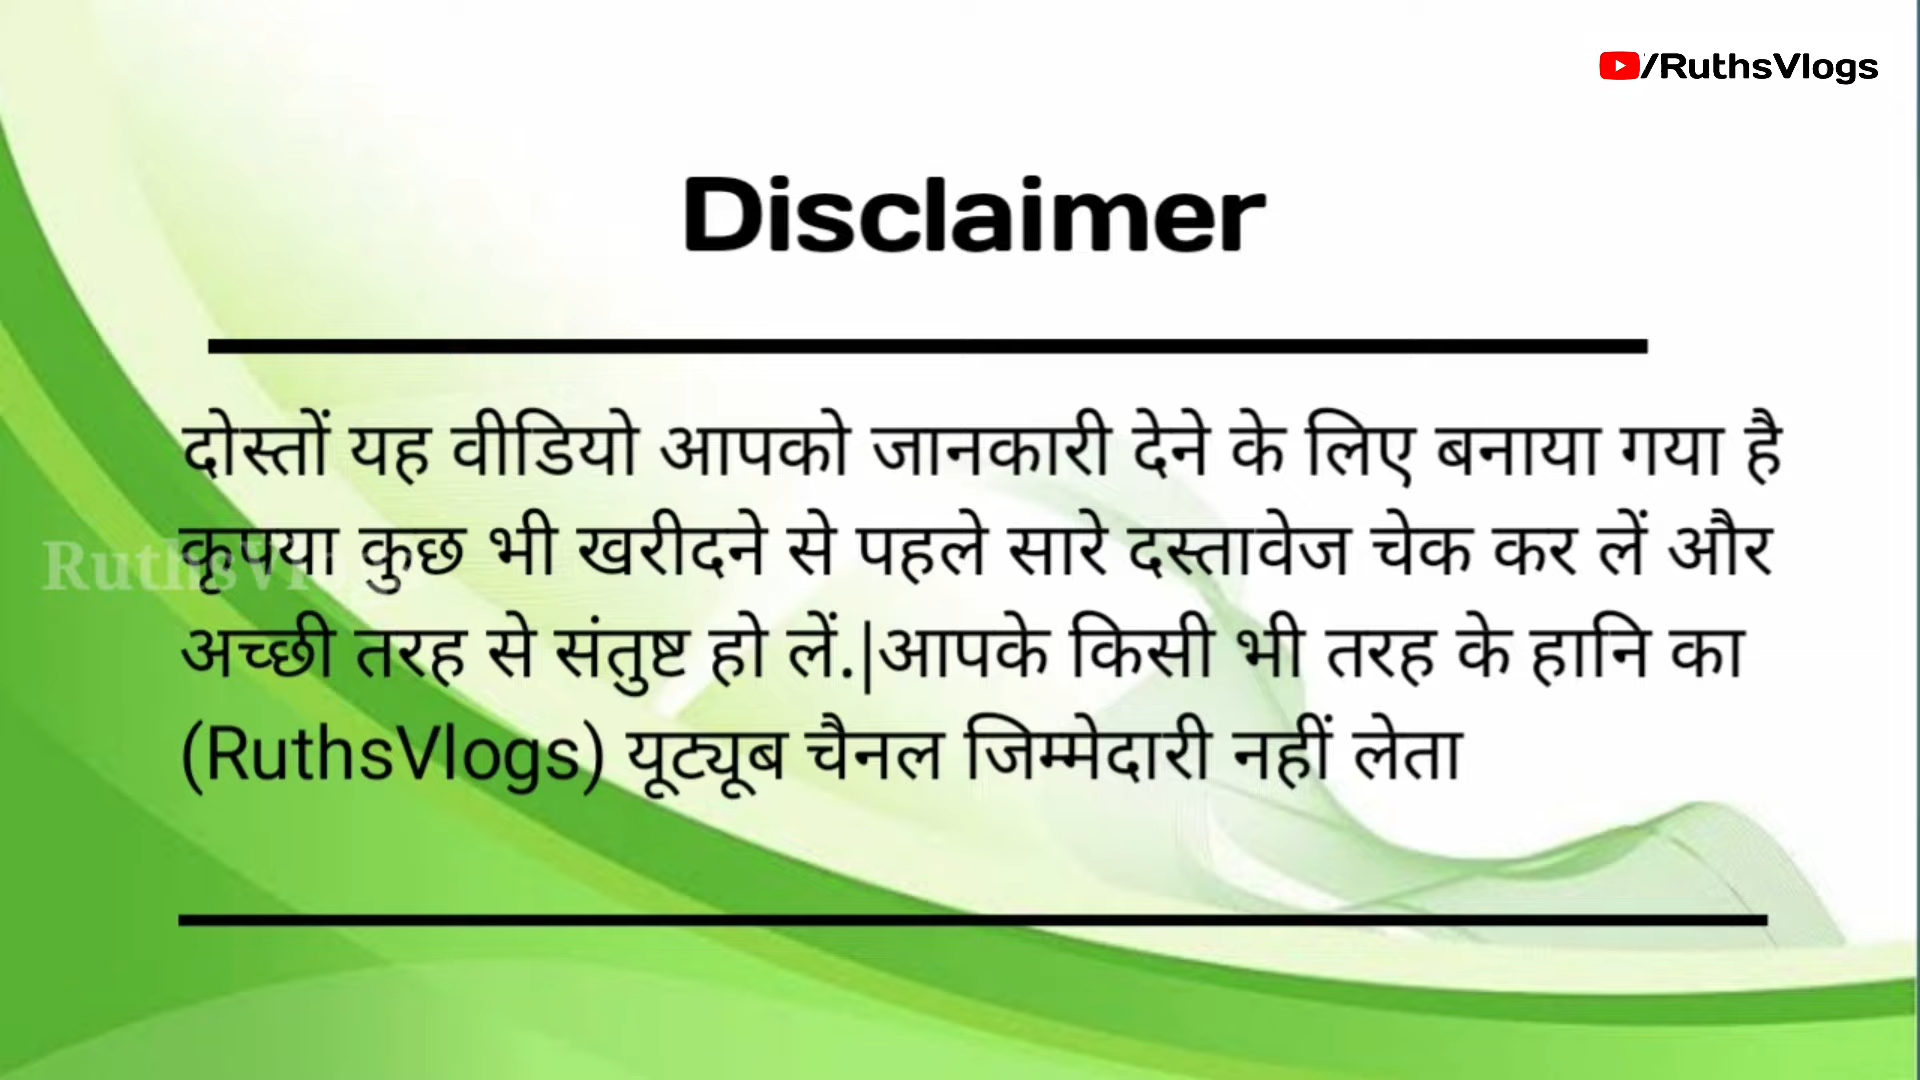 /RuthsVlogs
Disclaimer
दोस्तों यह वीडियो आपको जानकारी देने के लिए बनाया गया है
कृपया कुछ भी खरीदने से पहले सारे दस्तावेज चेक कर लें और
अच्छी तरह से संतुष्ट हो लें.|आपके किसी भी तरह के हानि का
(RuthsVlogs) यूट्यूब चैनल जिम्मेदारी नहीं लेता